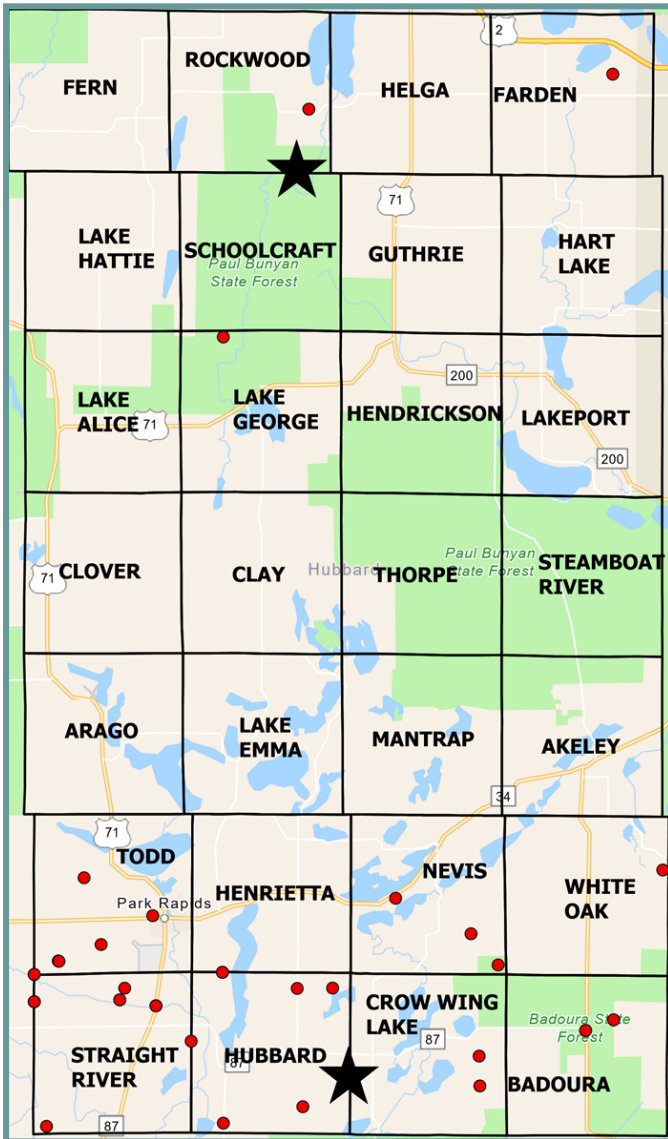 2
ROCKWOOD
FERN
HELGA
FARDEN
71
LAKE
HATTIE
SCHOOLCRAFT
Paul Bunyan
State Forest
GUTHRIE
HART
LAKE
200
LAKE
ALICE
71
LAKE
GEORGE
HENDRICKSON
LAKEPORT
200
71
CLOVER
CLAY
Hubbard
THORPE
Paul Bunyan
State Forest
STEAMBOAT
RIVER
ARAGO
LAKE
EMMA
MANTRAP
AKELEY
34
71
TODD
NEVIS
Park Rapids
HENRIETTA
WHITE
OAK
CROW WING
LAKE
Badoura State
Forest
87
STRAIGHT
RIVER
HUBBARD
87
BADOURA
87